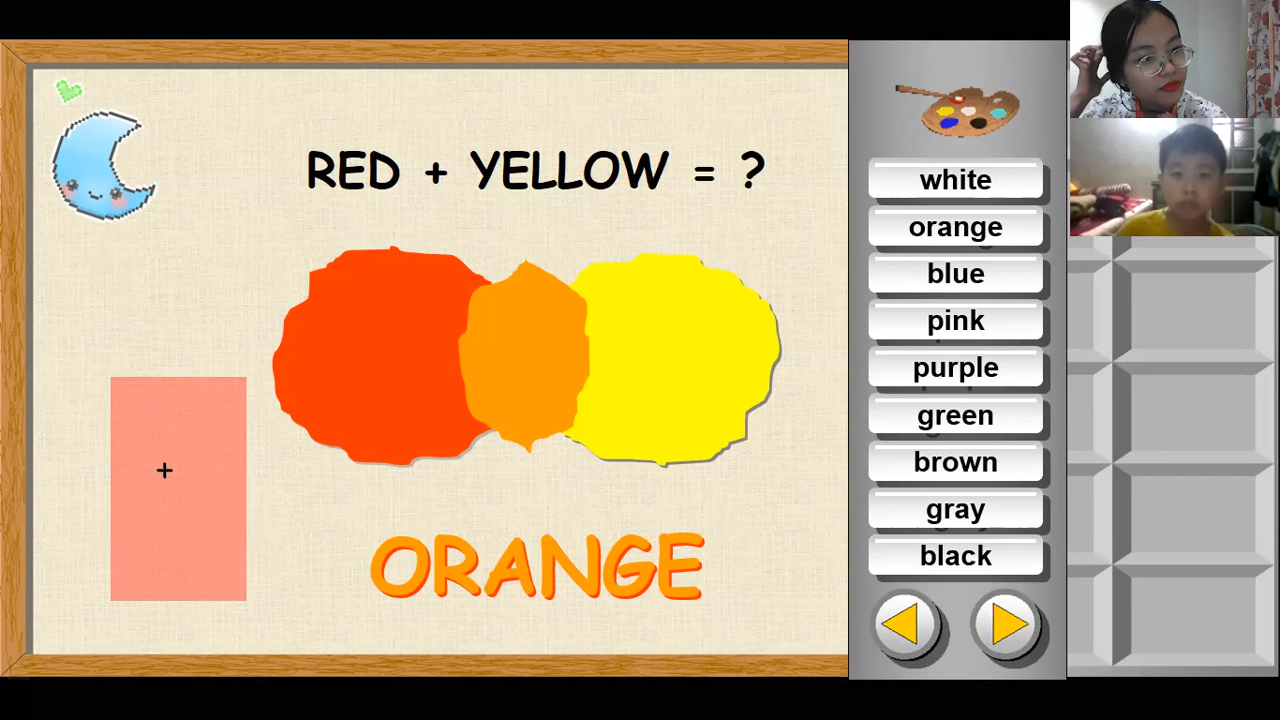 RED + YELLOW = ?
ORANGE
+
white
orange
blue
pink
purple
green
brown
gray
black